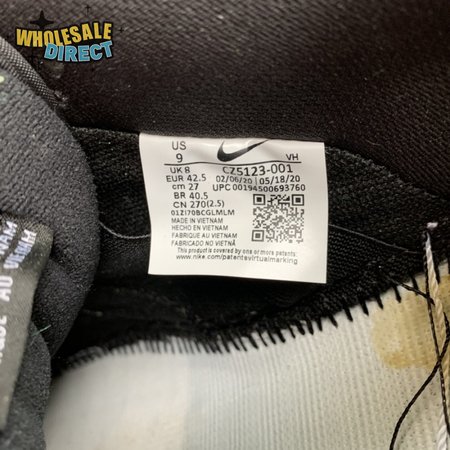 WHOLESALE
DIRECT
US
9
VH
UK 8
CZ5123-001
EUR 42.5
02/06/20 05/18/20
cm 27
UPC 00194500693760
BR 40.5
CN 270(2.5)
01ZI70BCGLMLM
MADE IN VIETNAM
HECHO EN VIETNAM
FABRIQUE AU VIETNAM
FABRICADO NO VIETNÃ
This product is covered by one or more patents:
www.nike.com/patentsvirtualmarking